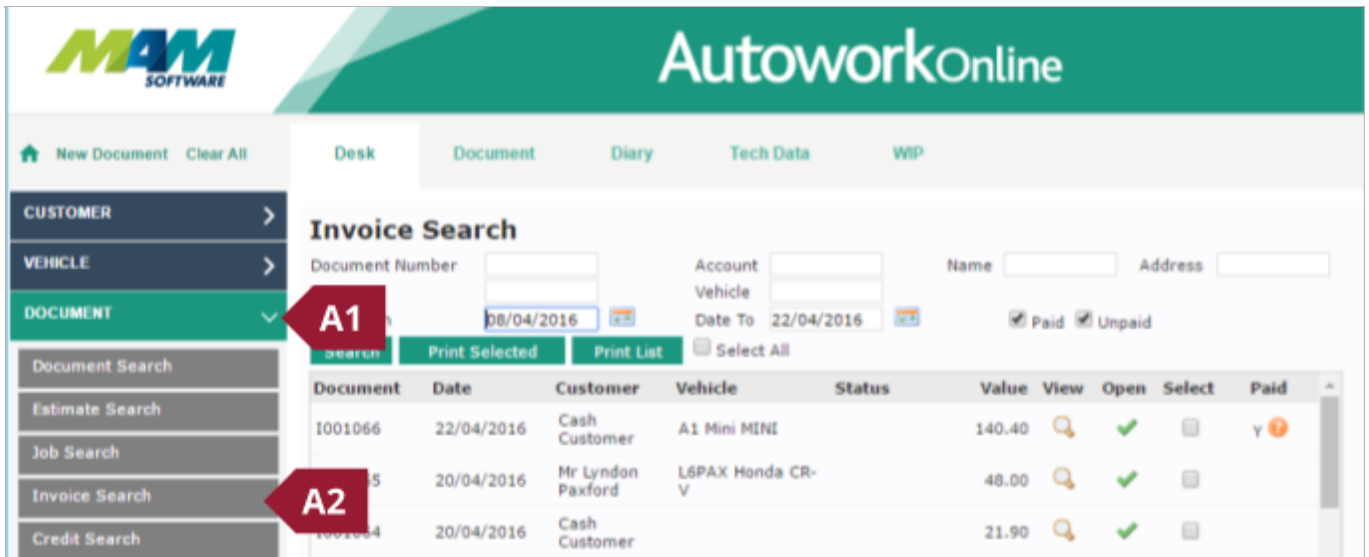 MAM
SOFTWARE
AutoworkOnline
New Document Clear All
Desk Document Diary Tech Data WIP
CUSTOMER
VEHICLE
DOCUMENT
Document Search
Estimate Search
Job Search
Invoice Search
Credit Search
A1
A2
Invoice Search
Document Number Account Name Address
Vehicle
08/04/2016 Date To 22/04/2016 Paid Unpaid
Search Print Selected Print List Select All
Document Date Customer Vehicle Status Value View Open Select Paid
I001066 22/04/2016 Cash Customer A1 Mini MINI 140.40 Y ?
20/04/2016 Mr Lyndon Paxford L6PAX Honda CR-V 48.00
20/04/2016 Cash Customer 21.90